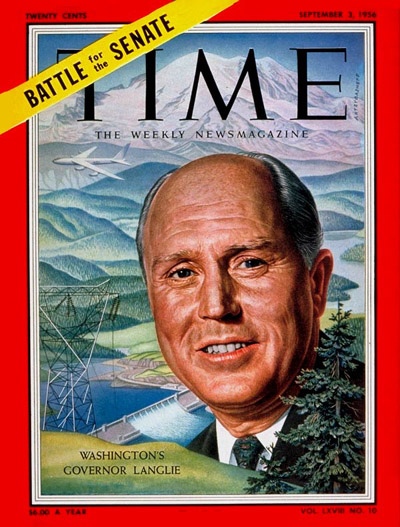 TWENTY CENTS
SEPTEMBER 3, 1956
BATTLE for the SENATE
TIME
THE WEEKLY NEWSMAGAZINE
WASHINGTON'S
GOVERNOR LANGLIE
$6.00 A YEAR
VOL. LXVIII NO. 10